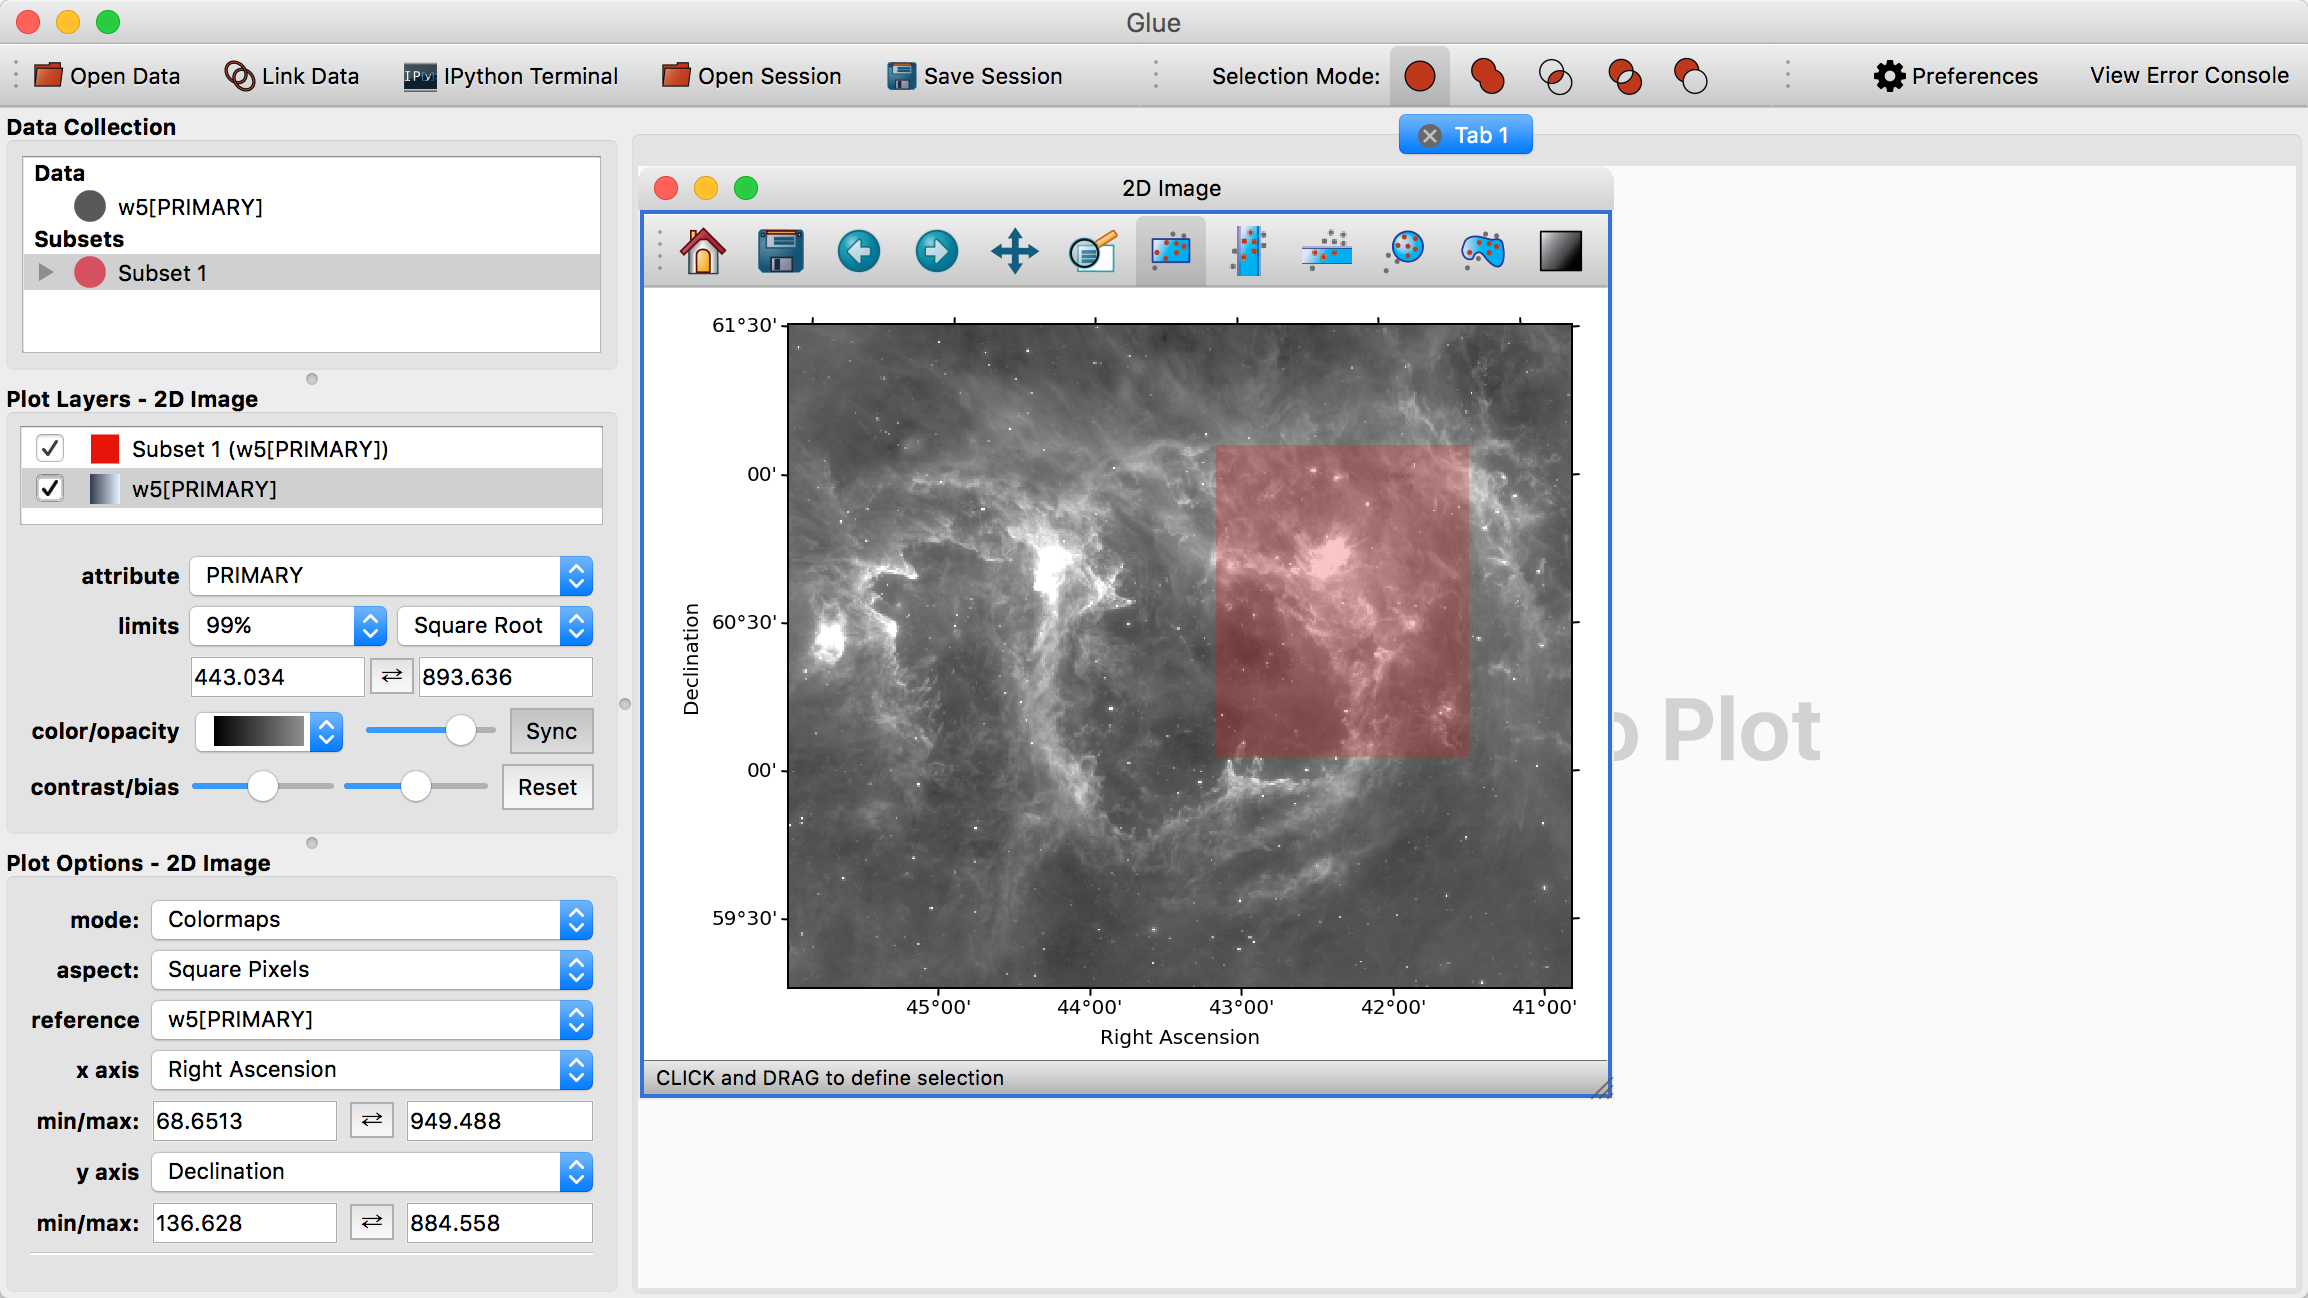 Glue
Open Data Link Data IPython Terminal Open Session Save Session Selection Mode: Preferences View Error Console
Data Collection
Data
w5[PRIMARY]
Subsets
Subset 1
Plot Layers - 2D Image
Subset 1 (w5[PRIMARY])
w5[PRIMARY]
attribute PRIMARY
limits 99% Square Root
443.034 893.636
color/opacity Sync
contrast/bias Reset
Plot Options - 2D Image
mode: Colormaps
aspect: Square Pixels
reference w5[PRIMARY]
x axis Right Ascension
min/max: 68.6513 949.488
y axis Declination
min/max: 136.628 884.558
Tab 1
2D Image
61°30'
00'
60°30'
00'
59°30'
Declination
45°00' 44°00' 43°00' 42°00' 41°00'
Right Ascension
CLICK and DRAG to define selection
Plot